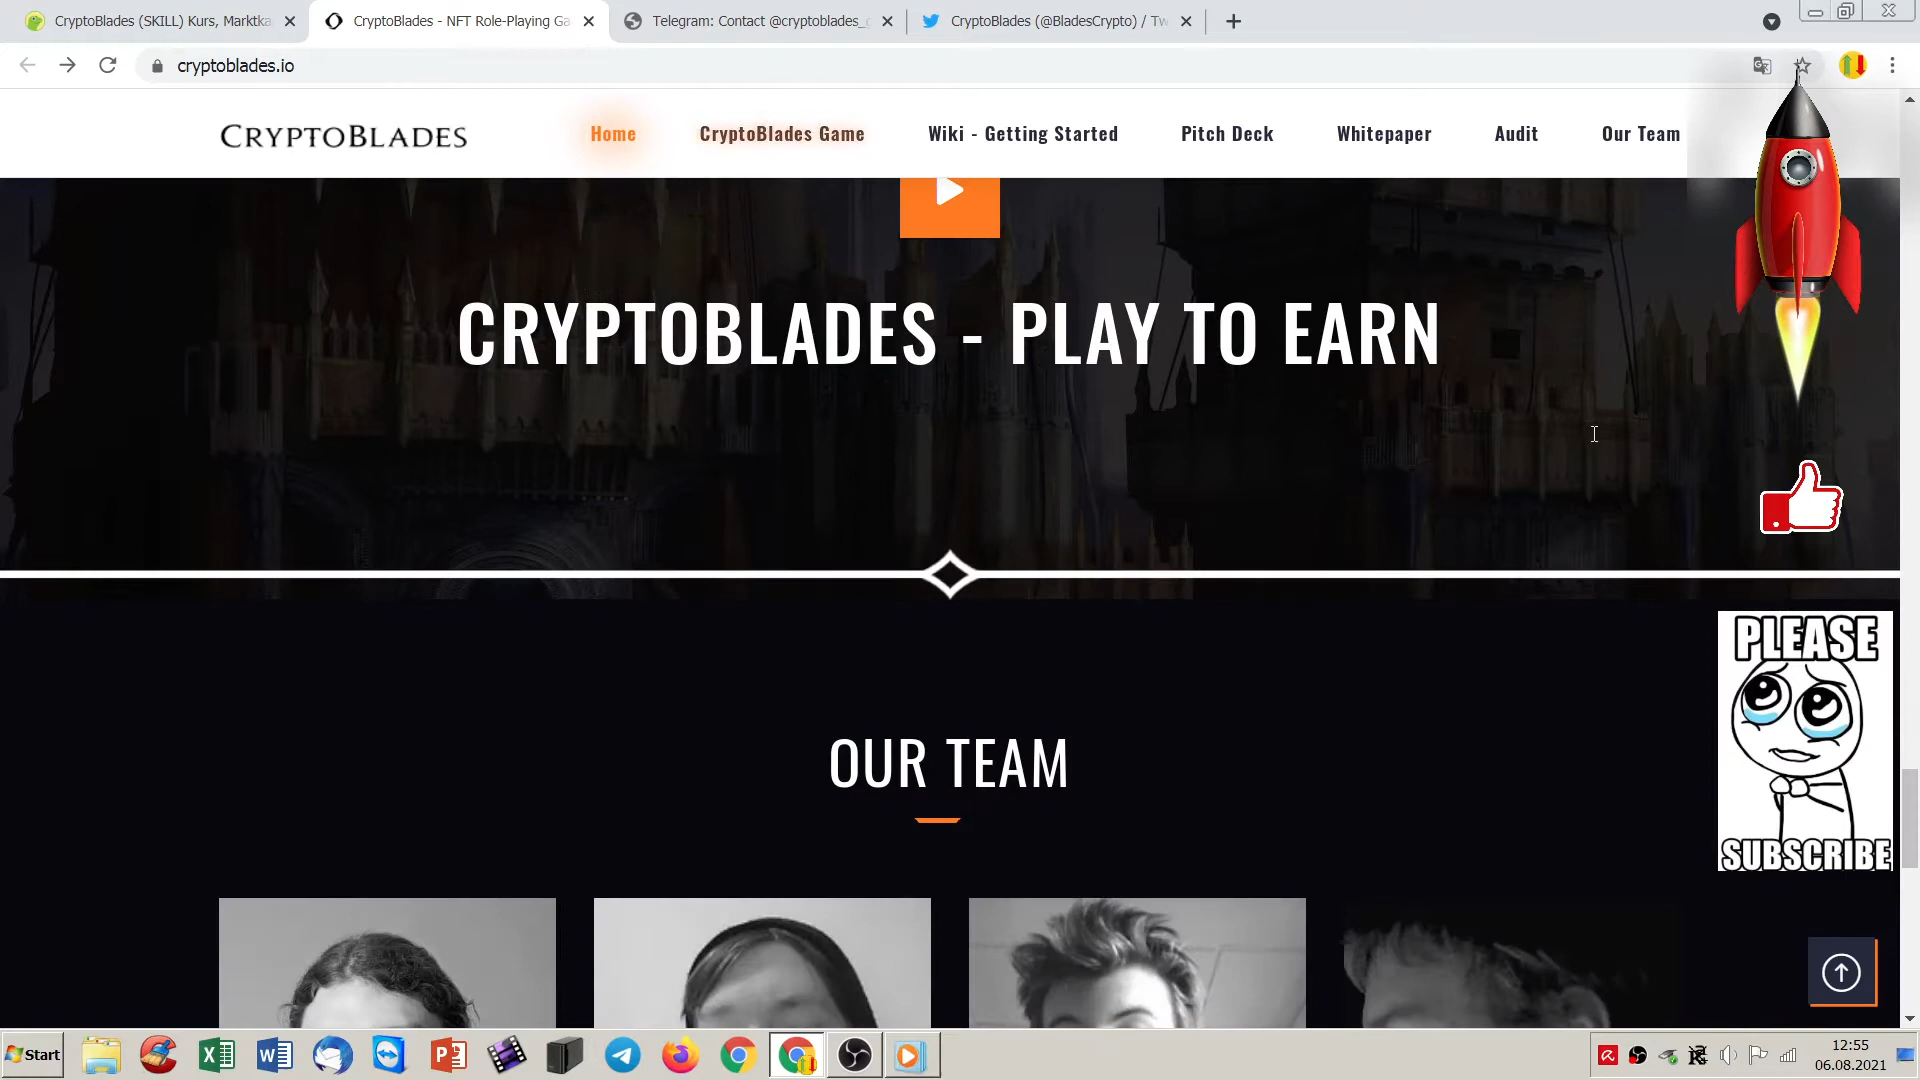 CryptoBlades (SKILL) Kurs, Marktka
CryptoBlades - NFT Role-Playing Ga
Telegram: Contact @cryptoblades_
CryptoBlades (@BladesCrypto) / Tw
cryptoblades.io
CRYPTOBLADES
Home
CryptoBlades Game
Wiki - Getting Started
Pitch Deck
Whitepaper
Audit
Our Team
CRYPTOBLADES - PLAY TO EARN
PLEASE
SUBSCRIBE
OUR TEAM
Start
12:55
06.08.2021